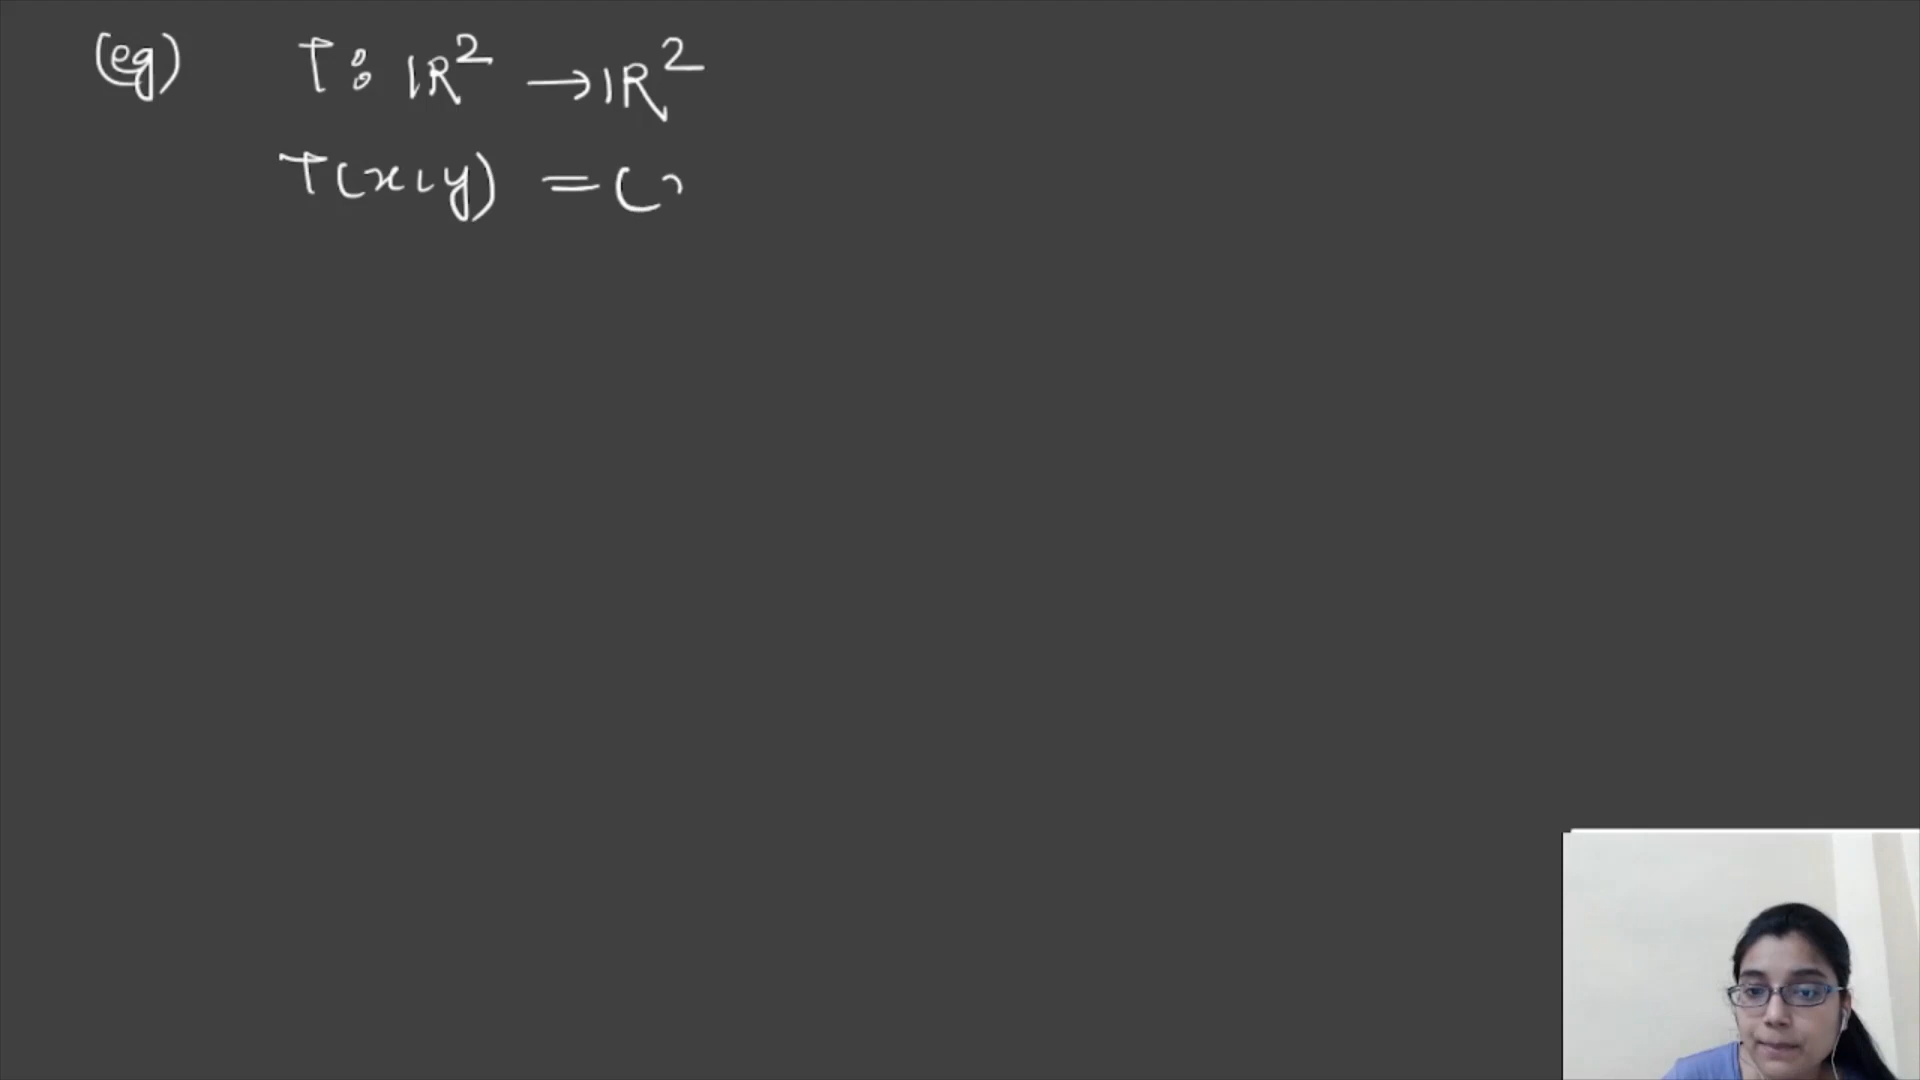 (eg) T: ℝ² → ℝ²
T(x,y) = (